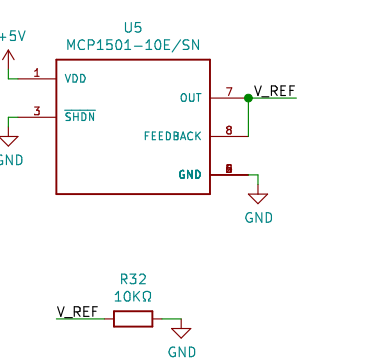 U5
MCP1501-10E/SN
+5V
1
VDD
OUT
7
V_REF
3
SHDN
FEEDBACK
8
GND
GND
GND
R32
10KΩ
V_REF
GND